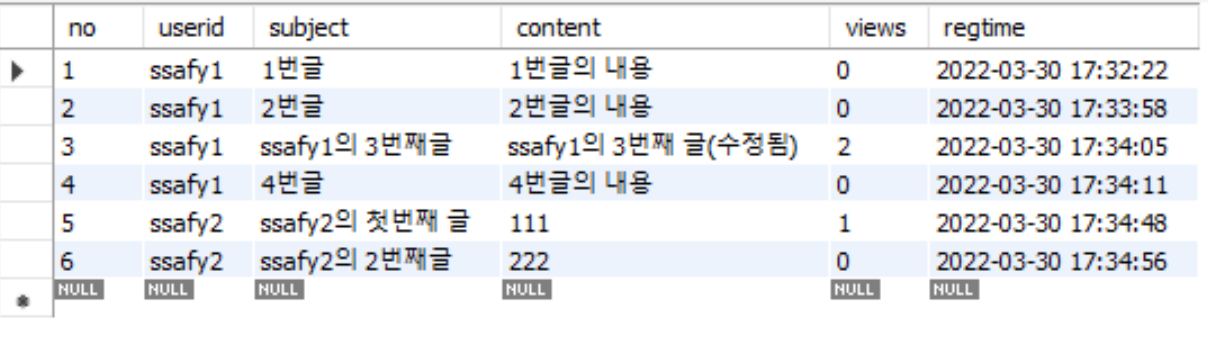 no userid subject content views regtime
1 ssafy1 1번글 1번글의 내용 0 2022-03-30 17:32:22
2 ssafy1 2번글 2번글의 내용 0 2022-03-30 17:33:58
3 ssafy1 ssafy1의 3번째글 ssafy1의 3번째 글(수정됨) 2 2022-03-30 17:34:05
4 ssafy1 4번글 4번글의 내용 0 2022-03-30 17:34:11
5 ssafy2 ssafy2의 첫번째 글 111 1 2022-03-30 17:34:48
6 ssafy2 ssafy2의 2번째글 222 0 2022-03-30 17:34:56
NULL NULL NULL NULL NULL NULL